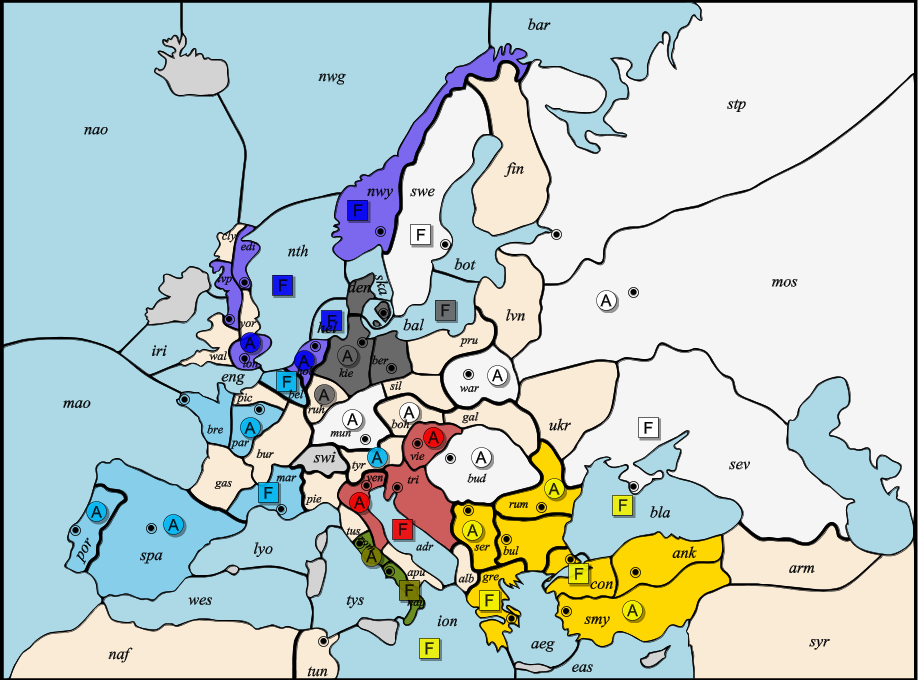 bar
nwg
stp
nao
fin
nwy
swe
cly
edi
nth
F
F
bot
ska
mos
lvp
F
den
A
lvn
F
F
yor
hel
bal
iri
A
wal
A
A
kie
pru
lon
ber
eng
F
bel
sil
war
A
mao
pic
ruh
A
A
A
gal
ukr
bre
par
A
mun
boh
F
bur
A
vie
A
swi
tyr
A
bud
sev
gas
mar
ven
tri
F
pie
A
rum
A
F
bla
A
A
por
spa
F
A
tus
adr
ser
bul
lyo
A
ank
apu
alb
gre
F
con
arm
wes
F
F
A
tys
smy
ion
F
aeg
syr
naf
tun
eas